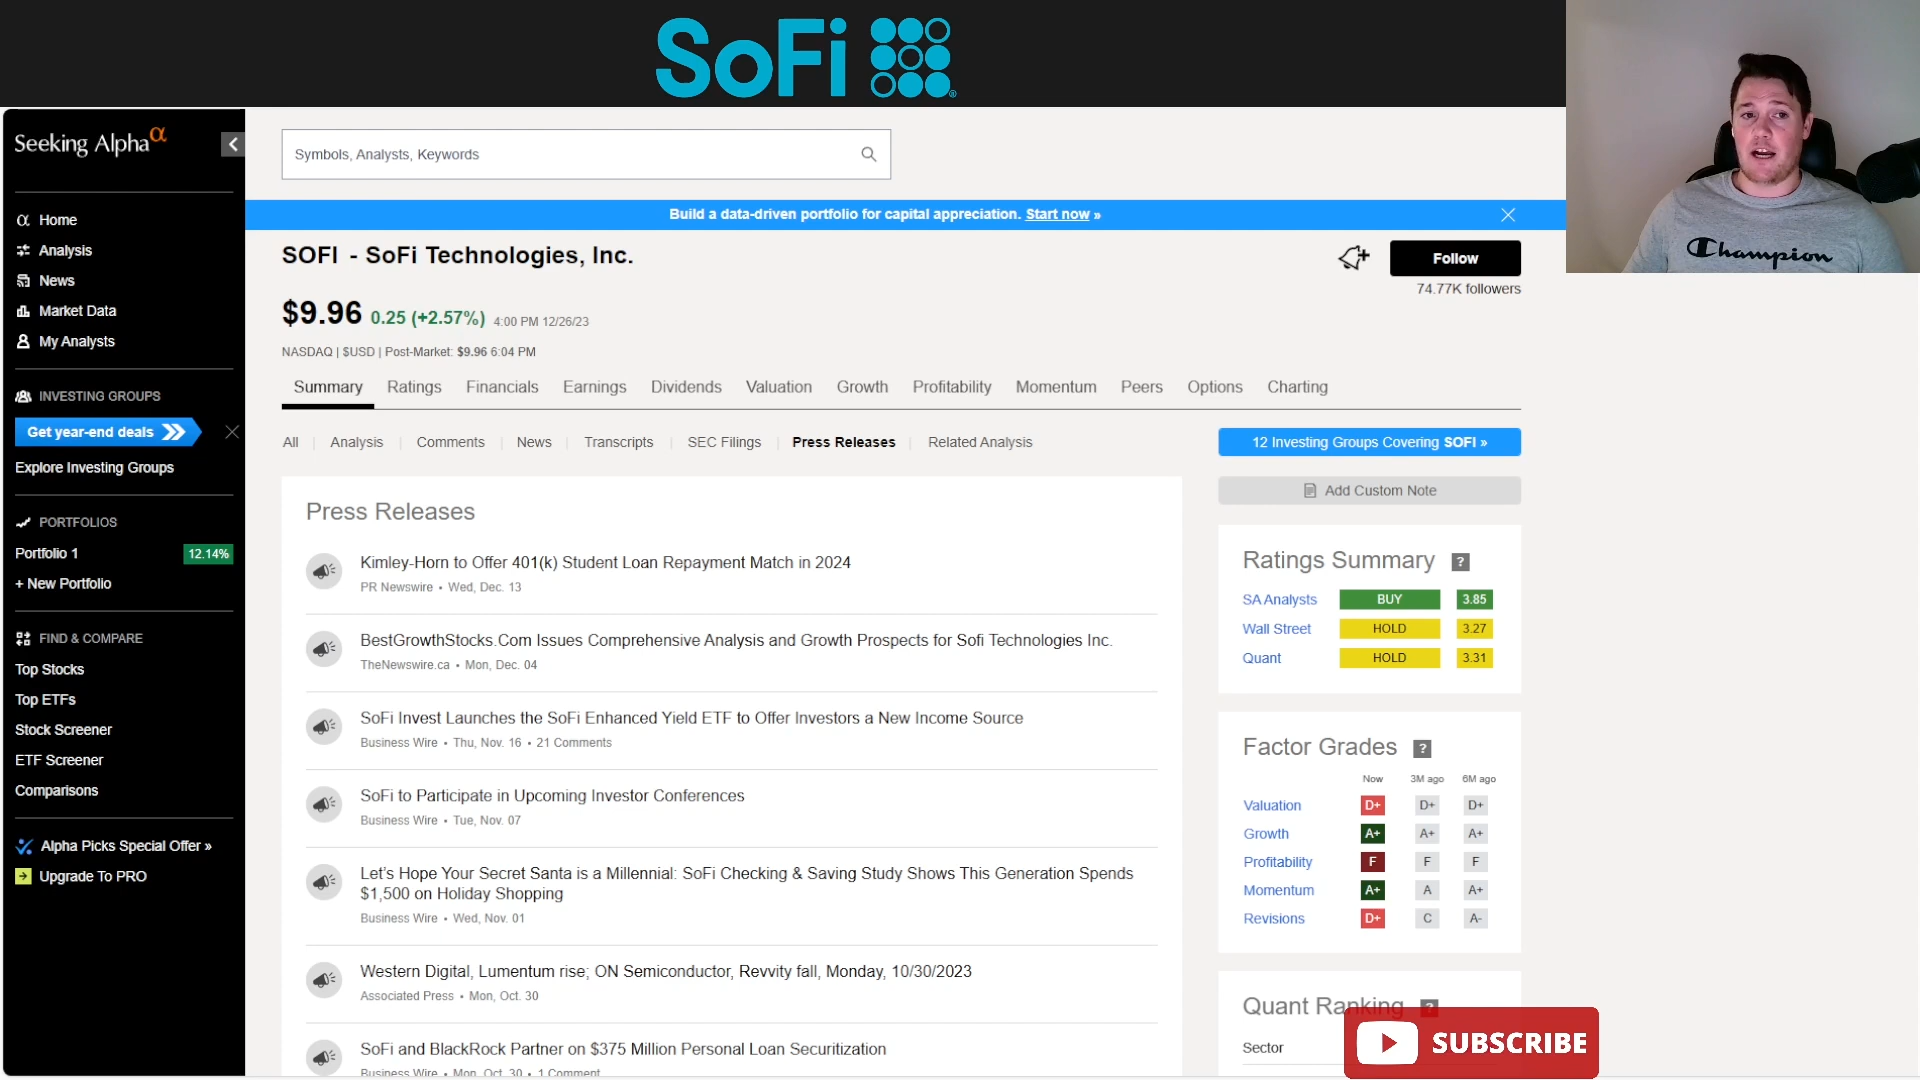 SoFi
Seeking Alpha α
Symbols, Analysts, Keywords
Build a data-driven portfolio for capital appreciation. Start now »
Home
Analysis
News
Market Data
My Analysts
INVESTING GROUPS
Get year-end deals
Explore Investing Groups
PORTFOLIOS
Portfolio 1 12.14%
+ New Portfolio
FIND & COMPARE
Top Stocks
Top ETFs
Stock Screener
ETF Screener
Comparisons
Alpha Picks Special Offer »
Upgrade To PRO
SOFI - SoFi Technologies, Inc.
Follow
74.77K followers
$9.96 0.25 (+2.57%) 4:00 PM 12/26/23
NASDAQ | $USD | Post-Market: $9.96 6:04 PM
Summary Ratings Financials Earnings Dividends Valuation Growth Profitability Momentum Peers Options Charting
All | Analysis | Comments | News | Transcripts | SEC Filings | Press Releases | Related Analysis
Press Releases
Kimley-Horn to Offer 401(k) Student Loan Repayment Match in 2024
PR Newswire • Wed, Dec. 13
BestGrowthStocks.Com Issues Comprehensive Analysis and Growth Prospects for Sofi Technologies Inc.
TheNewswire.ca • Mon, Dec. 04
SoFi Invest Launches the SoFi Enhanced Yield ETF to Offer Investors a New Income Source
Business Wire • Thu, Nov. 16 • 21 Comments
SoFi to Participate in Upcoming Investor Conferences
Business Wire • Tue, Nov. 07
Let’s Hope Your Secret Santa is a Millennial: SoFi Checking & Saving Study Shows This Generation Spends
$1,500 on Holiday Shopping
Business Wire • Wed, Nov. 01
Western Digital, Lumentum rise; ON Semiconductor, Revvity fall, Monday, 10/30/2023
Associated Press • Mon, Oct. 30
SoFi and BlackRock Partner on $375 Million Personal Loan Securitization
Business Wire • Mon, Oct. 30 • 1 Comment
12 Investing Groups Covering SOFI »
Add Custom Note
Ratings Summary ?
SA Analysts BUY 3.85
Wall Street HOLD 3.27
Quant HOLD 3.31
Factor Grades ?
Now 3M ago 6M ago
Valuation D+ D+ D+
Growth A+ A+ A+
Profitability F F F
Momentum A+ A A+
Revisions D+ C A-
Quant Ranking ?
Sector
SUBSCRIBE
Champion